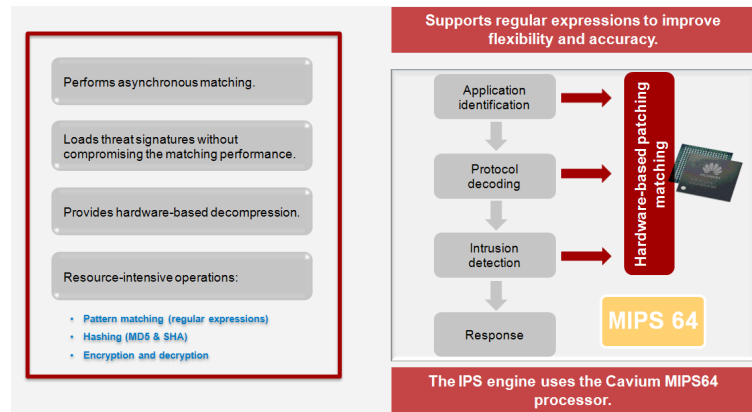 Performs asynchronous matching.
Loads threat signatures without
compromising the matching performance.
Provides hardware-based decompression.
Resource-intensive operations:
• Pattern matching (regular expressions)
• Hashing (MD5 & SHA)
• Encryption and decryption
Supports regular expressions to improve
flexibility and accuracy.
Application
identification
Protocol
decoding
Intrusion
detection
Response
Hardware-based patching
matching
MIPS 64
The IPS engine uses the Cavium MIPS64
processor.